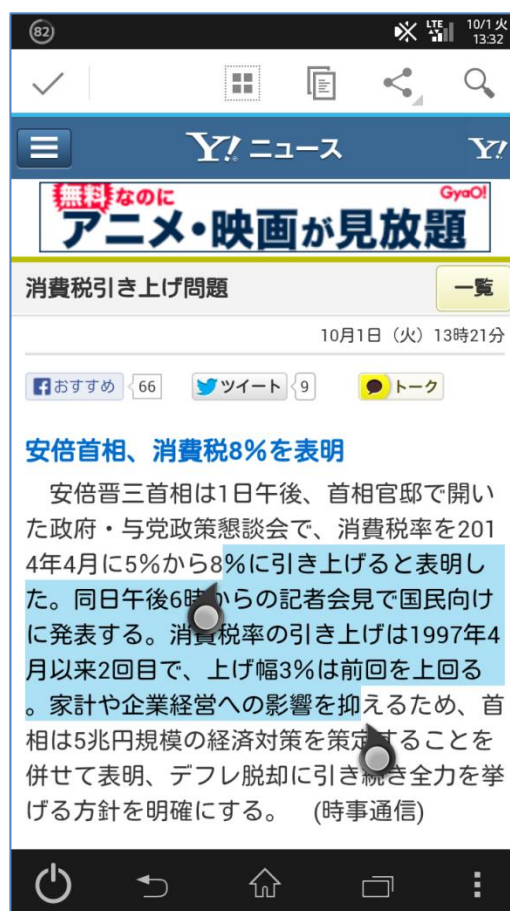 82
LTE
10/1 火
13:32
Y! ニュース
Y!
無料なのに
GyaO!
アニメ・映画が見放題
消費税引き上げ問題
一覧
10月1日（火）13時21分
おすすめ 66
ツイート 9
トーク
安倍首相、消費税8％を表明
安倍晋三首相は1日午後、首相官邸で開い
た政府・与党政策懇談会で、消費税率を201
4年4月に5％から8％に引き上げると表明し
た。同日午後6時からの記者会見で国民向け
に発表する。消費税率の引き上げは1997年4
月以来2回目で、上げ幅3％は前回を上回る
。家計や企業経営への影響を抑えるため、首
相は5兆円規模の経済対策を策定することを
併せて表明、デフレ脱却に引き続き全力を挙
げる方針を明確にする。 (時事通信)